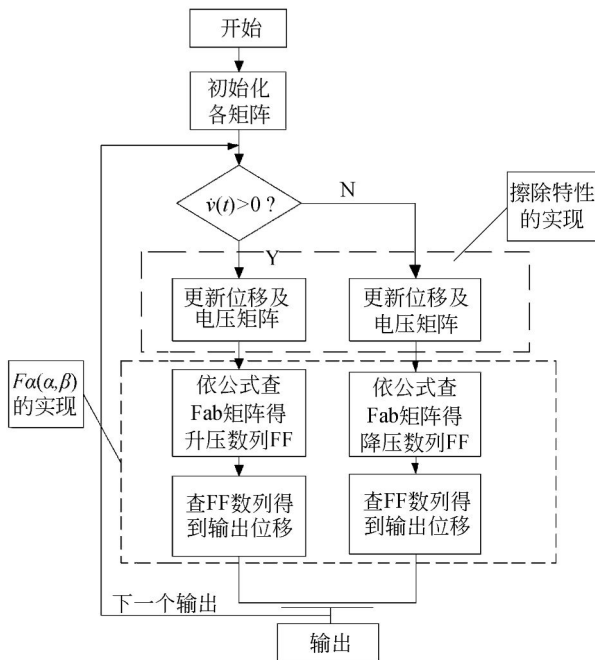 开始
初始化
各矩阵
v̇(t)>0 ?
N
Y
擦除特性
的实现
更新位移及
电压矩阵
更新位移及
电压矩阵
Fα(α,β)
的实现
依公式查
Fab矩阵得
升压数列FF
依公式查
Fab矩阵得
降压数列FF
查FF数列得
到输出位移
查FF数列得
到输出位移
下一个输出
输出